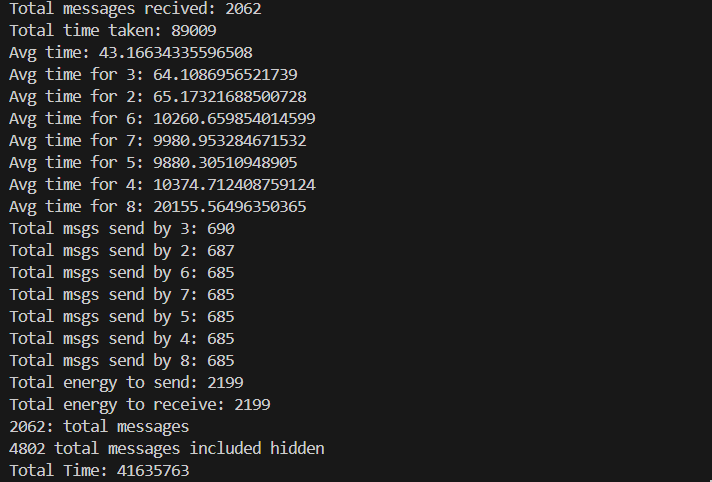 Total messages recived: 2062
Total time taken: 89009
Avg time: 43.16634335596508
Avg time for 3: 64.1086956521739
Avg time for 2: 65.17321688500728
Avg time for 6: 10260.659854014599
Avg time for 7: 9980.953284671532
Avg time for 5: 9880.30510948905
Avg time for 4: 10374.712408759124
Avg time for 8: 20155.56496350365
Total msgs send by 3: 690
Total msgs send by 2: 687
Total msgs send by 6: 685
Total msgs send by 7: 685
Total msgs send by 5: 685
Total msgs send by 4: 685
Total msgs send by 8: 685
Total energy to send: 2199
Total energy to receive: 2199
2062: total messages
4802 total messages included hidden
Total Time: 41635763